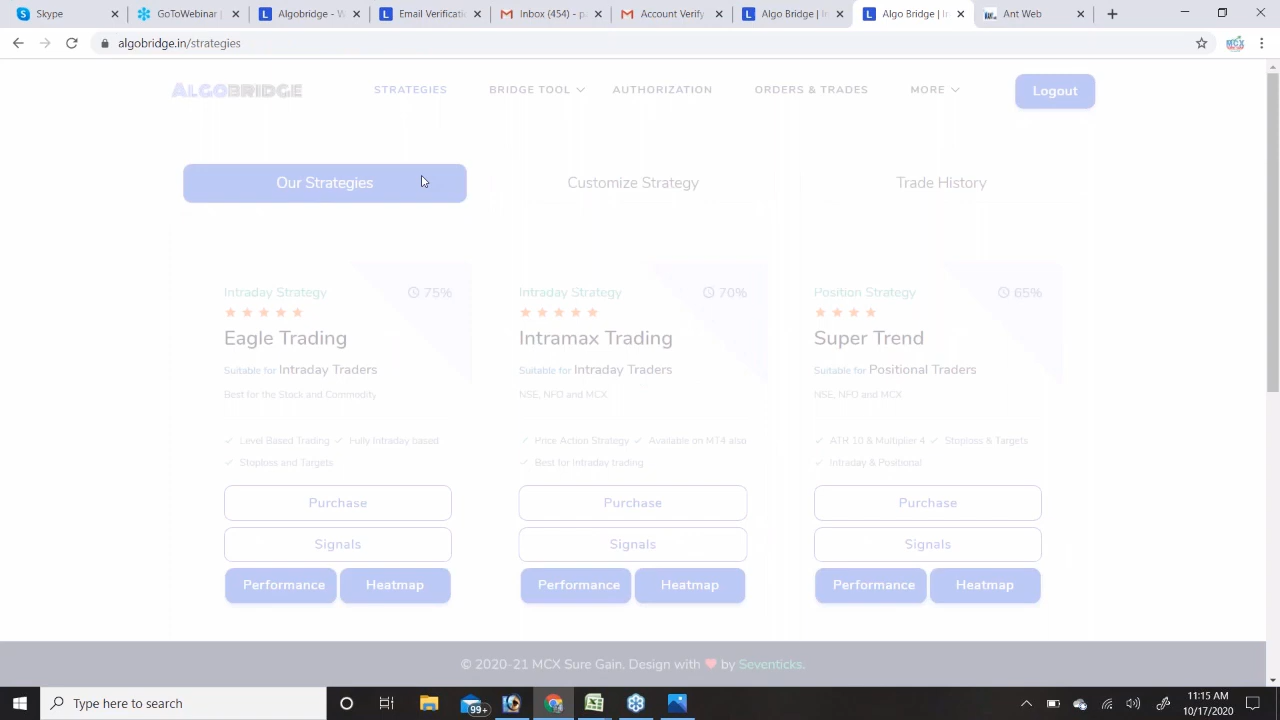 Skype
GoToWebinar
Algo - W
Email Verificati
Inbox (454) - p
Account Verify
Algo Bridge | In
Algo Bridge | In
Ant Web
algobridge.in/strategies
ALGOBRIDGE
STRATEGIES
BRIDGE TOOL
AUTHORIZATION
ORDERS & TRADES
MORE
Logout
Our Strategies
Customize Strategy
Trade History
Intraday Strategy 75%
Eagle Trading
Suitable for Intraday Traders
Best for the Stock and Commodity
Level Based Trading Fully Intraday based
Stoploss and Targets
Purchase
Signals
Performance Heatmap
Intraday Strategy 70%
Intramax Trading
Suitable for Intraday Traders
NSE, NFO and MCX
Price Action Strategy Available on MT4 also
Best for Intraday trading
Purchase
Signals
Performance Heatmap
Position Strategy 65%
Super Trend
Suitable for Positional Traders
NSE, NFO and MCX
ATR 10 & Multiplier 4 Stoploss & Targets
Intraday & Positional
Purchase
Signals
Performance Heatmap
© 2020-21 MCX Sure Gain. Design with ❤ by Seventicks.
Type here to search
99+
11:15 AM
10/17/2020